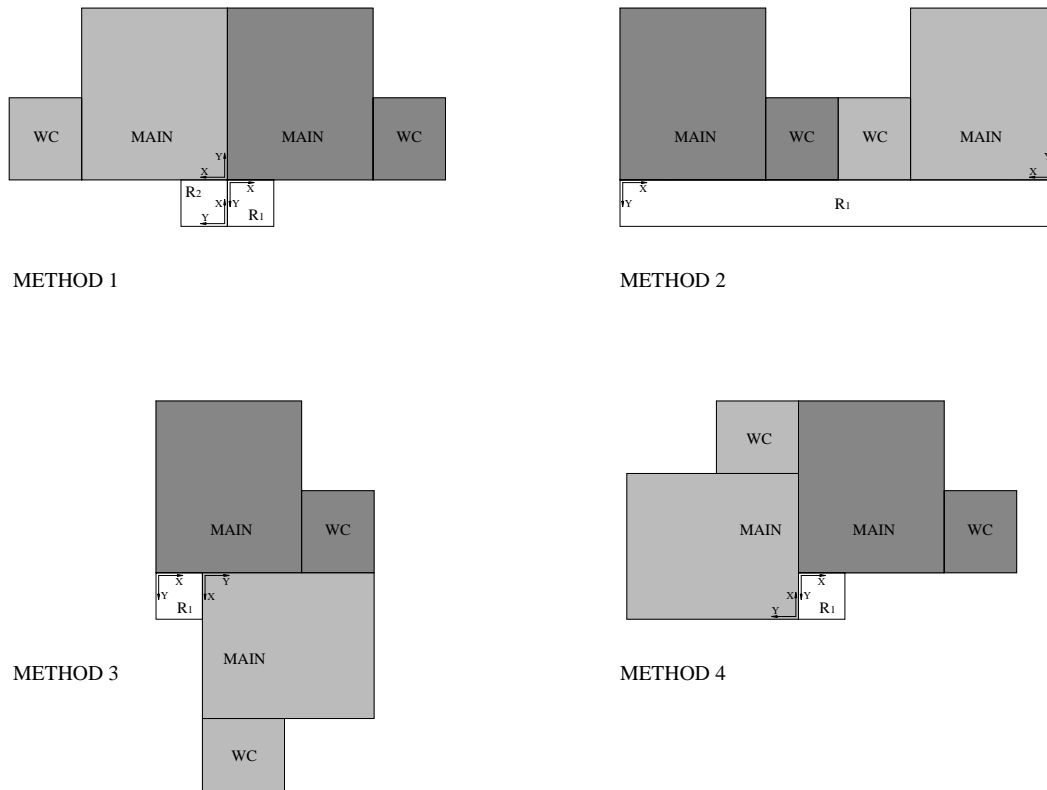 WC MAIN MAIN WC
Y
X X
R2 X Y
Y R1
METHOD 1
MAIN WC WC MAIN
Y
X X
Y R1
METHOD 2
MAIN WC
X Y
Y R1 X
MAIN
WC
METHOD 3
WC
MAIN MAIN WC
X X
Y Y R1
METHOD 4